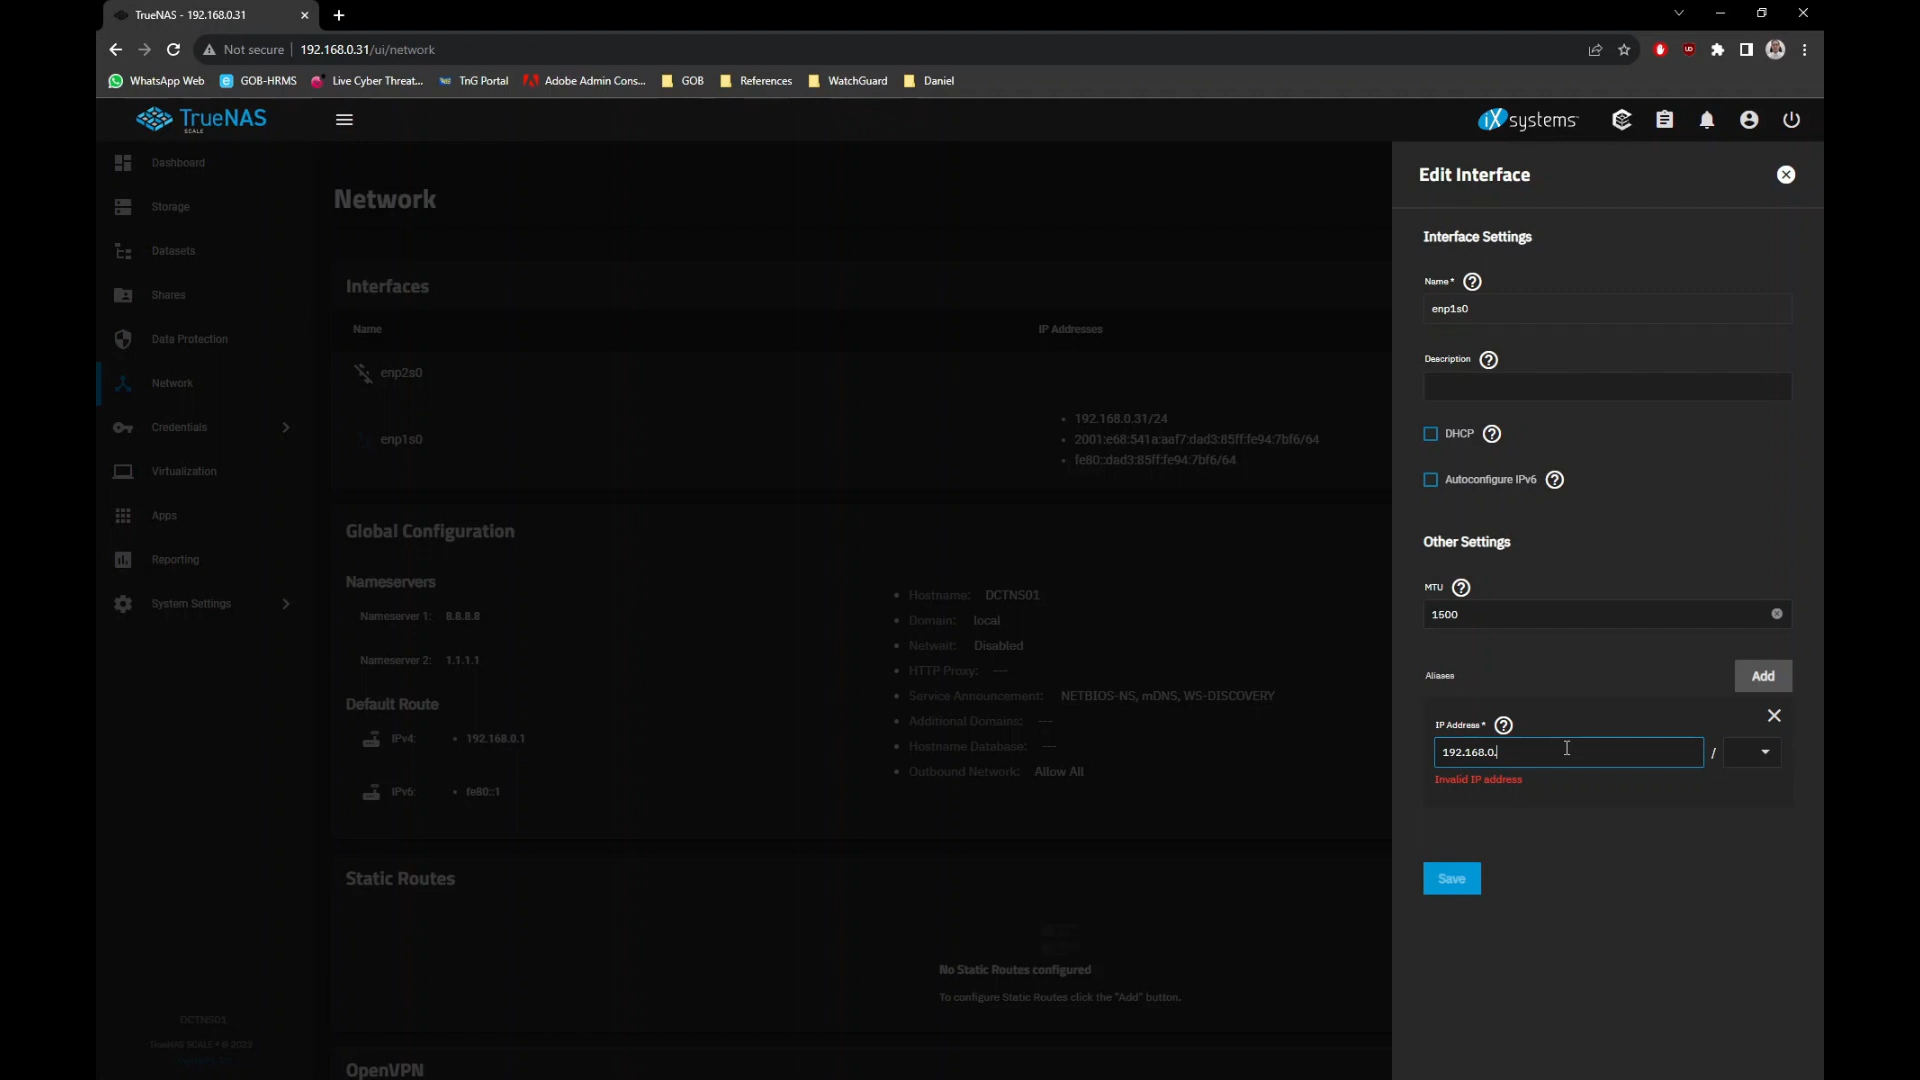 TrueNAS - 192.168.0.31
Not secure
192.168.0.31/ui/network
WhatsApp Web
GOB-HRMS
Live Cyber Threat...
TnG Portal
Adobe Admin Cons...
GOB
References
WatchGuard
Daniel
TrueNAS
SCALE
iXsystems
Dashboard
Storage
Datasets
Shares
Data Protection
Network
Credentials
Virtualization
Apps
Reporting
System Settings
DCTNS01
TrueNAS SCALE ® © 2023
Network
Interfaces
Name
IP Addresses
enp2s0
enp1s0
192.168.0.31/24
2001:e68:541a:aaf7:dad3:85ff:fe94:7bf6/64
fe80::dad3:85ff:fe94:7bf6/64
Global Configuration
Nameservers
Nameserver 1: 8.8.8.8
Nameserver 2: 1.1.1.1
Default Route
IPv4: • 192.168.0.1
IPv6: • fe80::1
Hostname: DCTNS01
Domain: local
Netwait: Disabled
HTTP Proxy: ---
Service Announcement: NETBIOS-NS, mDNS, WS-DISCOVERY
Additional Domains: ---
Hostname Database: ---
Outbound Network: Allow All
Static Routes
No Static Routes configured
To configure Static Routes click the "Add" button.
OpenVPN
Edit Interface
Interface Settings
Name *
enp1s0
Description
DHCP
Autoconfigure IPv6
Other Settings
MTU
1500
Aliases
Add
IP Address *
192.168.0.
/
Invalid IP address
Save